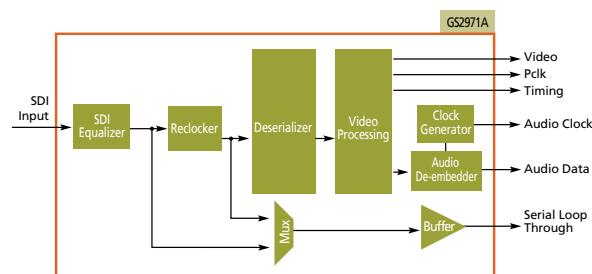 GS2971A
SDI
Input
SDI
Equalizer
Reclocker
Deserializer
Video
Processing
Video
Pclk
Timing
Clock
Generator
Audio Clock
Audio
De-embedder
Audio Data
Mux
Buffer
Serial Loop
Through